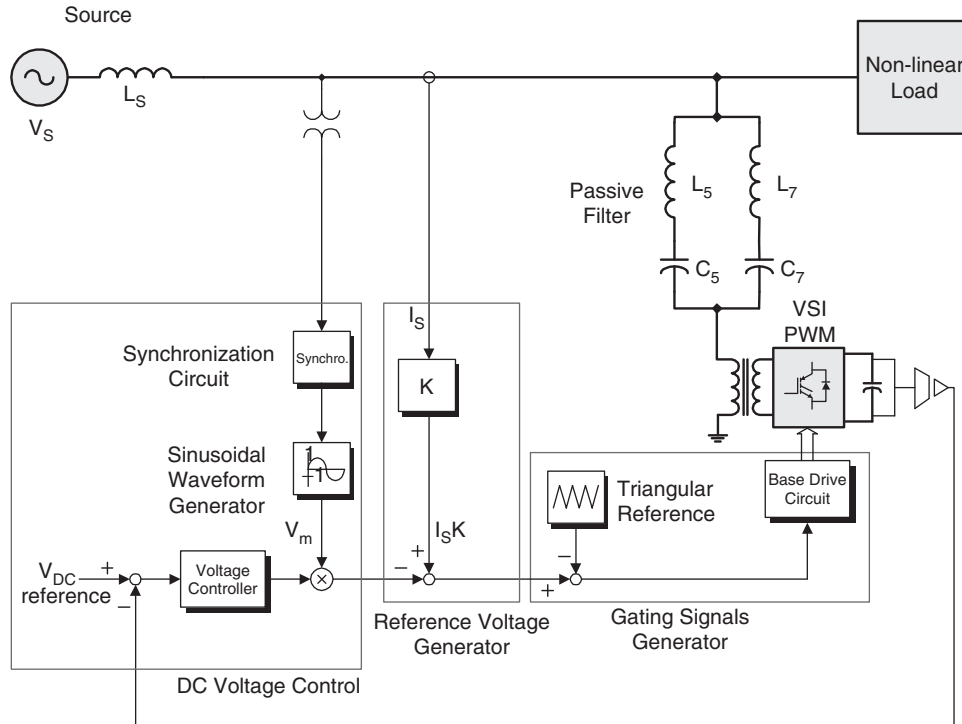 Source
V_S
L_S
Non-linear
Load
Passive
Filter
L_5
L_7
C_5
C_7
VSI
PWM
Synchronization
Circuit
Synchro.
I_S
K
Sinusoidal
Waveform
Generator
1
+1
V_m
I_SK
Triangular
Reference
Base Drive
Circuit
V_DC
reference
+
−
Voltage
Controller
×
−
+
+
−
Reference Voltage
Generator
Gating Signals
Generator
DC Voltage Control